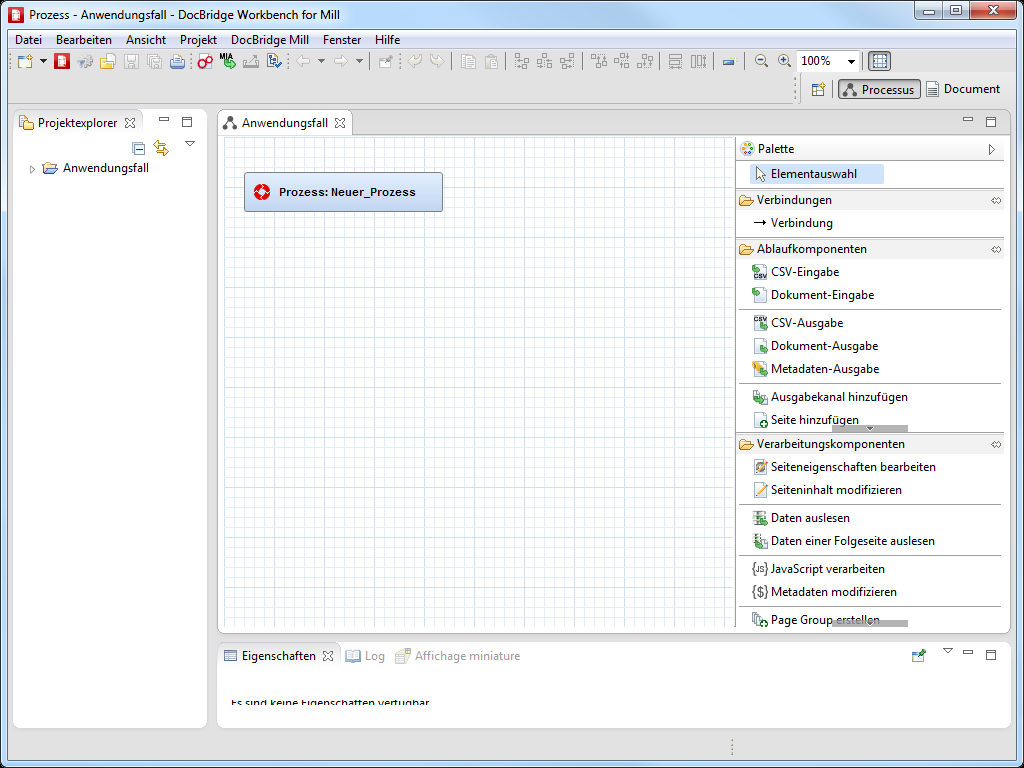 Prozess - Anwendungsfall - DocBridge Workbench for Mill
Datei Bearbeiten Ansicht Projekt DocBridge Mill Fenster Hilfe
MIA
100%
Processus Document
Projektexplorer
Anwendungsfall
Anwendungsfall
Prozess: Neuer_Prozess
Palette
Elementauswahl
Verbindungen
Verbindung
Ablaufkomponenten
CSV-Eingabe
Dokument-Eingabe
CSV-Ausgabe
Dokument-Ausgabe
Metadaten-Ausgabe
Ausgabekanal hinzufügen
Seite hinzufügen
Verarbeitungskomponenten
Seiteneigenschaften bearbeiten
Seiteninhalt modifizieren
Daten auslesen
Daten einer Folgeseite auslesen
{JS} JavaScript verarbeiten
{$} Metadaten modifizieren
Page Group erstellen
Eigenschaften Log Affichage miniature
Es sind keine Eigenschaften verfügbar